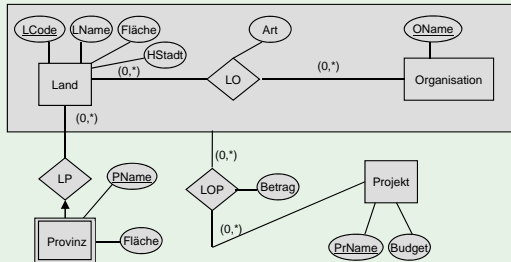 LCode LName Fläche Art OName
HStadt
(0,*) (0,*)
Land LO Organisation
(0,*)
(0,*)
LP PName LOP Betrag Projekt
(0,*)
Provinz Fläche PrName Budget